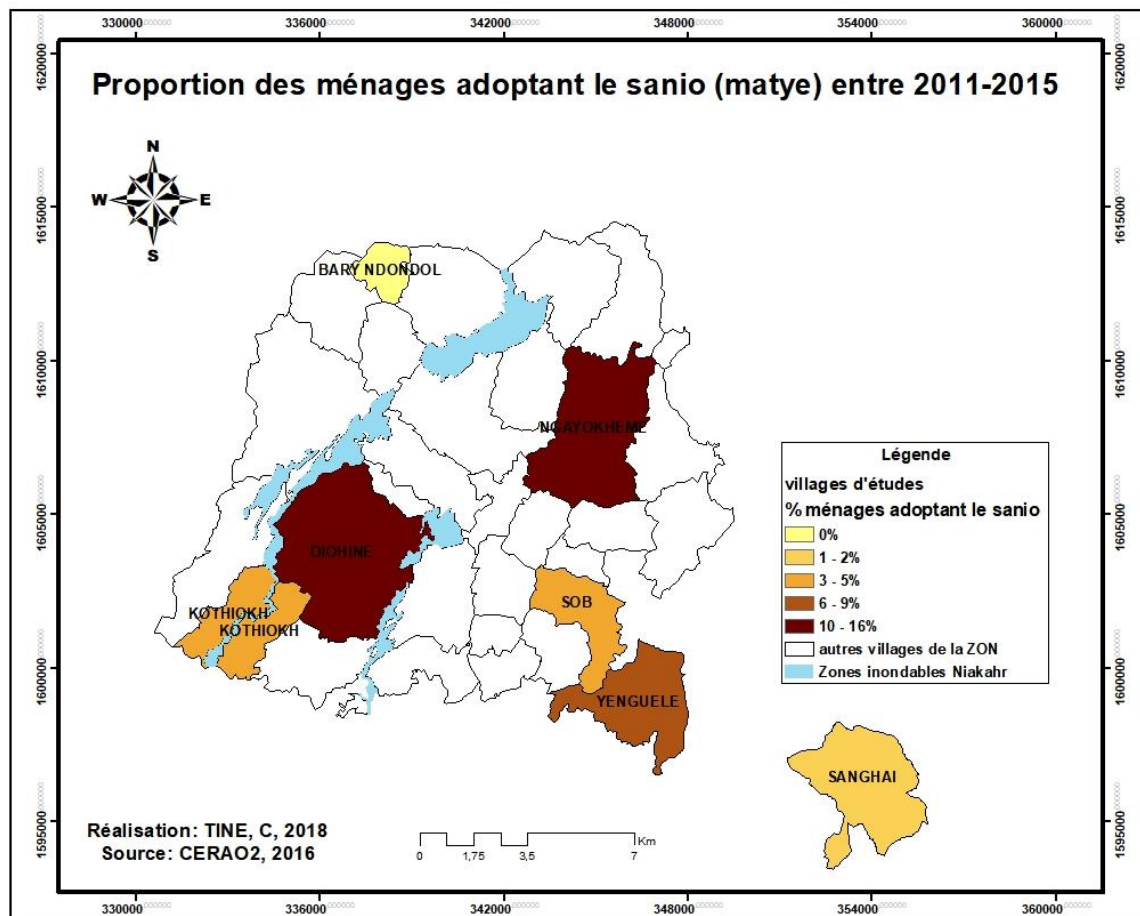 330000 336000 342000 348000 354000 360000
1620000 1620000
Proportion des ménages adoptant le sanio (matye) entre 2011-2015
N
W E
S
1615000 1615000
BARY NDONDOL
1610000 1610000
NGAYOKHEME
Légende
villages d'études
% ménages adoptant le sanio
0%
1 - 2%
3 - 5%
6 - 9%
10 - 16%
autres villages de la ZON
Zones inondables Niakahr
1605000 1605000
DIOHINE
KOTHIOKH
KOTHIOKH
SOB
1600000 1600000
YENGUELE
SANGHAI
1595000 1595000
Réalisation: TINE, C, 2018
Source: CERAO2, 2016
Km
0 1,75 3,5 7
330000 336000 342000 348000 354000 360000